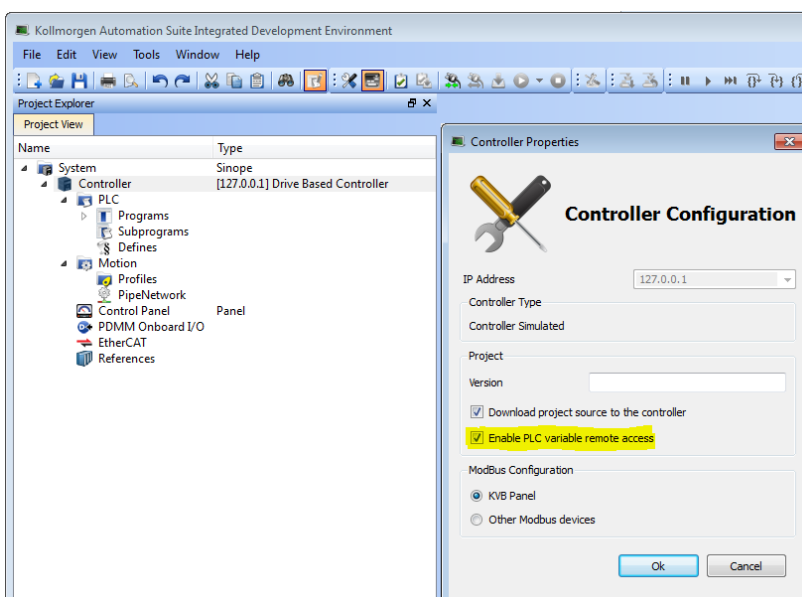 Kollmorgen Automation Suite Integrated Development Environment
File Edit View Tools Window Help
Project Explorer
Project View
Name Type
System Sinope
Controller [127.0.0.1] Drive Based Controller
PLC
Programs
Subprograms
Defines
Motion
Profiles
PipeNetwork
Control Panel Panel
PDMM Onboard I/O
EtherCAT
References
Controller Properties
Controller Configuration
IP Address 127.0.0.1
Controller Type
Controller Simulated
Project
Version
Download project source to the controller
Enable PLC variable remote access
ModBus Configuration
KVB Panel
Other Modbus devices
Ok Cancel